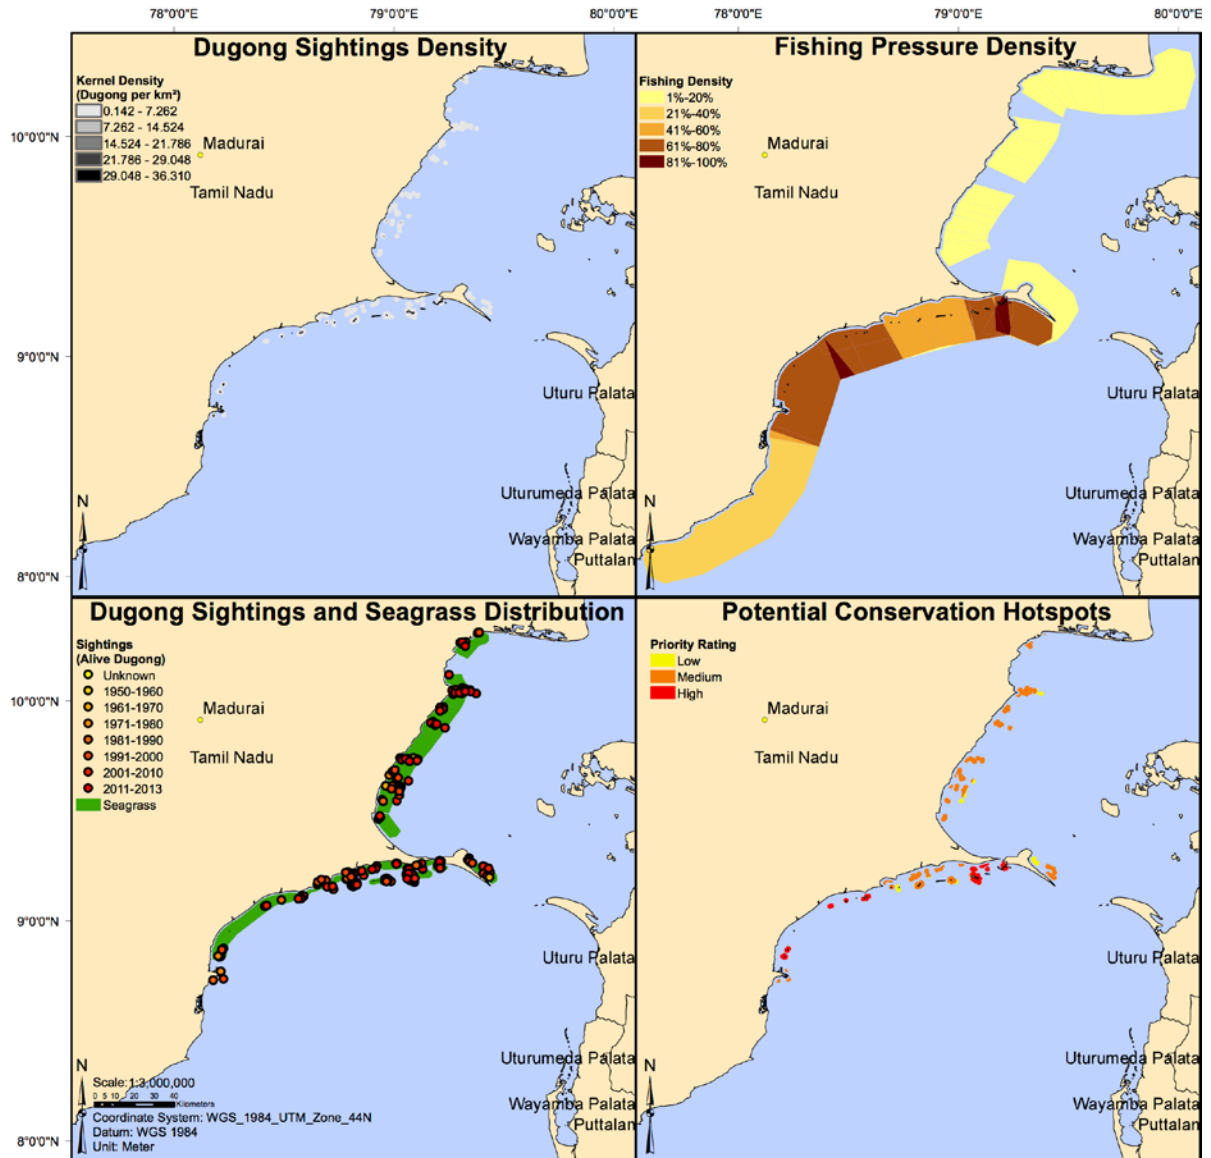 78°0'0"E 79°0'0"E 80°0'0"E 78°0'0"E 79°0'0"E 80°0'0"E
Dugong Sightings Density
Kernel Density
(Dugong per km²)
0.142 - 7.262
7.262 - 14.524
14.524 - 21.786
21.786 - 29.048
29.048 - 36.310
10°0'0"N
Madurai
Tamil Nadu
9°0'0"N
Uturu Palata
Uturumeda Palata
Wayamba Palata
Puttalan
N
8°0'0"N
Fishing Pressure Density
Fishing Density
1%-20%
21%-40%
41%-60%
61%-80%
81%-100%
Madurai
Tamil Nadu
Uturu Palata
Uturumeda Palata
Wayamba Palata
Puttalan
N
Dugong Sightings and Seagrass Distribution
Sightings
(Alive Dugong)
Unknown
1950-1960
1961-1970
1971-1980
1981-1990
1991-2000
2001-2010
2011-2013
Seagrass
10°0'0"N
Madurai
Tamil Nadu
9°0'0"N
Uturu Palata
Uturumeda Palata
Wayamba Palata
Puttalan
N
Scale:1:3,000,000
0 5 10 20 30 40
Kilometers
Coordinate System: WGS_1984_UTM_Zone_44N
Datum: WGS 1984
Unit: Meter
8°0'0"N
Potential Conservation Hotspots
Priority Rating
Low
Medium
High
Madurai
Tamil Nadu
Uturu Palata
Uturumeda Palata
Wayamba Palata
Puttalan
N